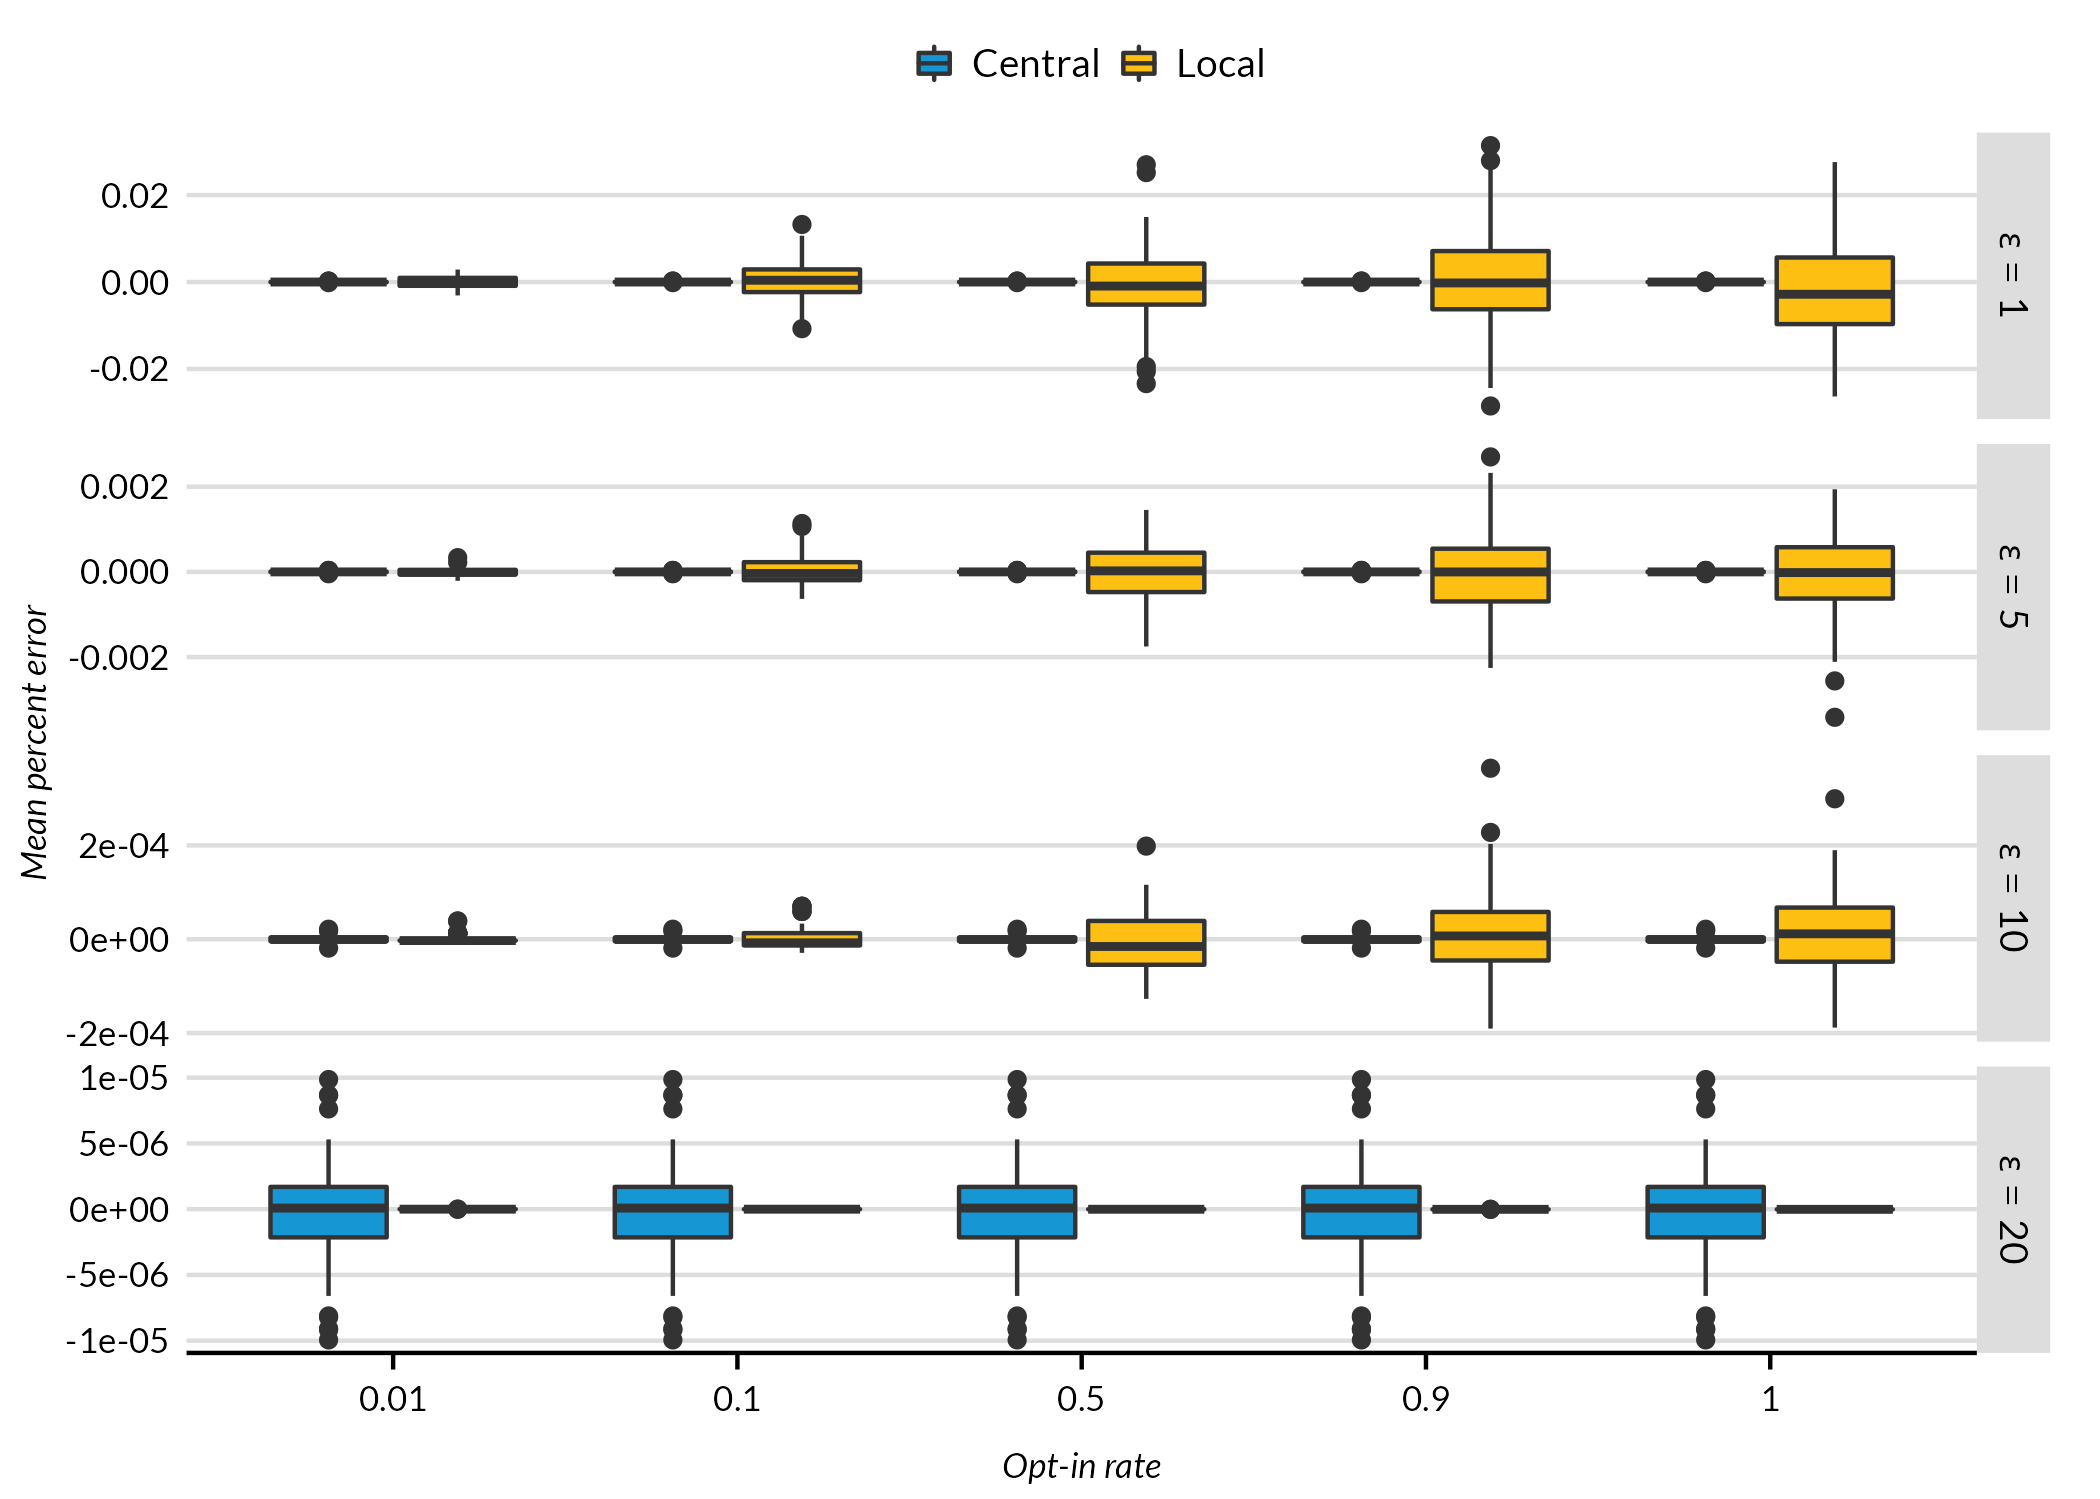 Central Local
0.02
0.00
-0.02
ε = 1
0.002
0.000
-0.002
ε = 5
2e-04
0e+00
-2e-04
ε = 10
1e-05
5e-06
0e+00
-5e-06
-1e-05
ε = 20
Mean percent error
0.01 0.1 0.5 0.9 1
Opt-in rate